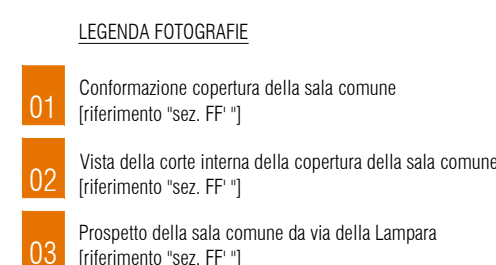 LEGENDA FOTOGRAFIE
01
Conformazione copertura della sala comune
[riferimento "sez. FF' "]
02
Vista della corte interna della copertura della sala comune
[riferimento "sez. FF' "]
03
Prospetto della sala comune da via della Lampara
[riferimento "sez. FF' "]